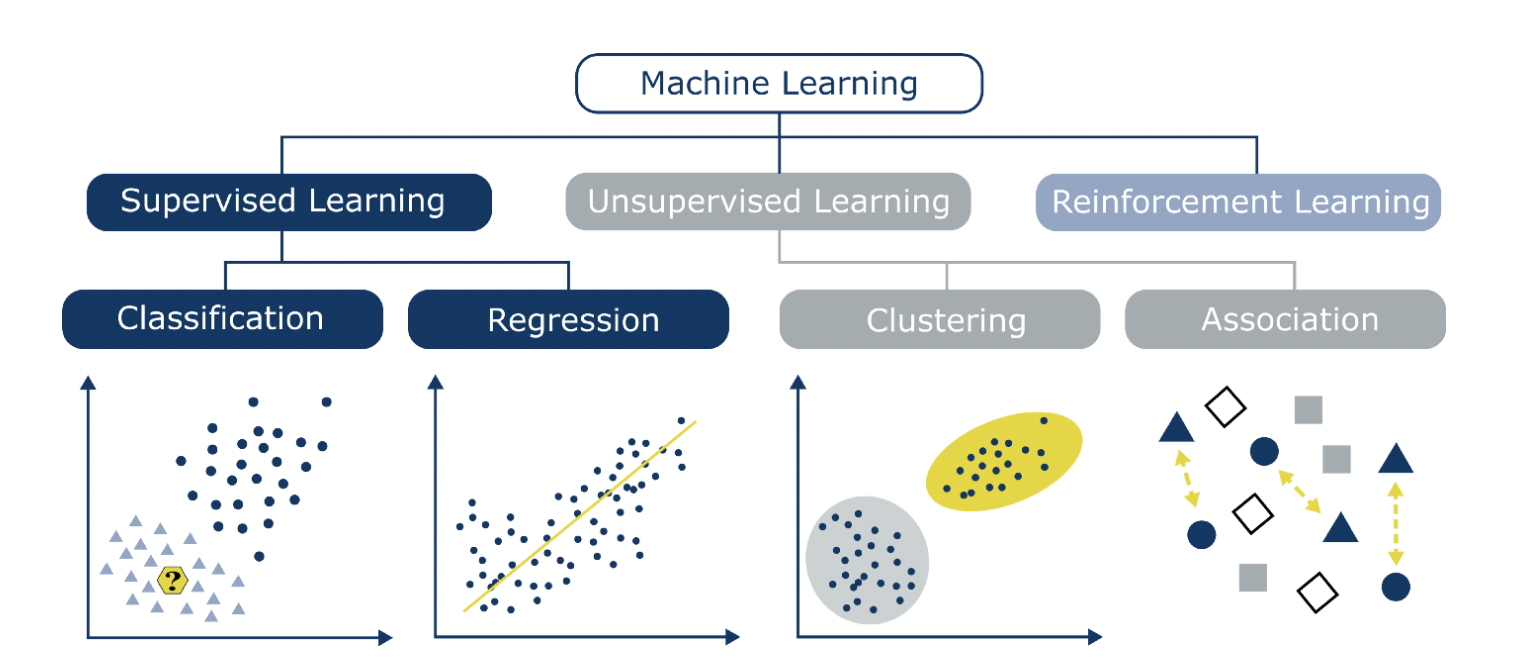 Machine Learning
Supervised Learning
Unsupervised Learning
Reinforcement Learning
Classification
Regression
Clustering
Association
?